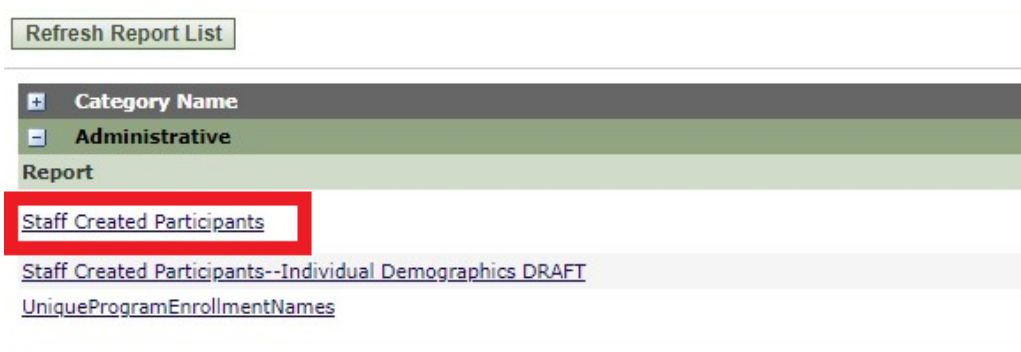 Refresh Report List
Category Name
Administrative
Report
Staff Created Participants
Staff Created Participants--Individual Demographics DRAFT
UniqueProgramEnrollmentNames